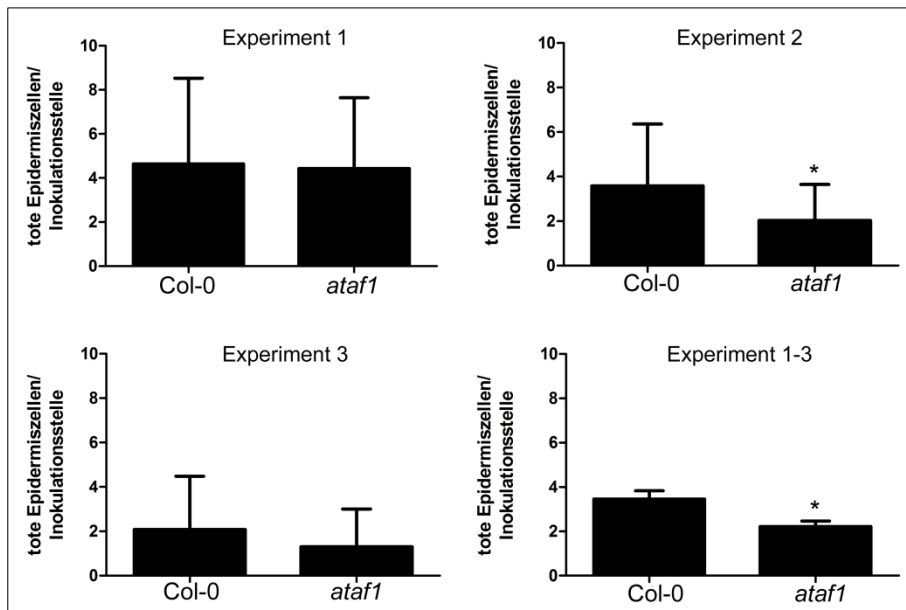 Experiment 1
tote Epidermiszellen/
Inokulationsstelle
10
8
6
4
2
0
Col-0 ataf1
Experiment 2
tote Epidermiszellen/
Inokulationsstelle
10
8
6
4
2
0
*
Col-0 ataf1
Experiment 3
tote Epidermiszellen/
Inokulationsstelle
10
8
6
4
2
0
Col-0 ataf1
Experiment 1-3
tote Epidermiszellen/
Inokulationsstelle
10
8
6
4
2
0
*
Col-0 ataf1